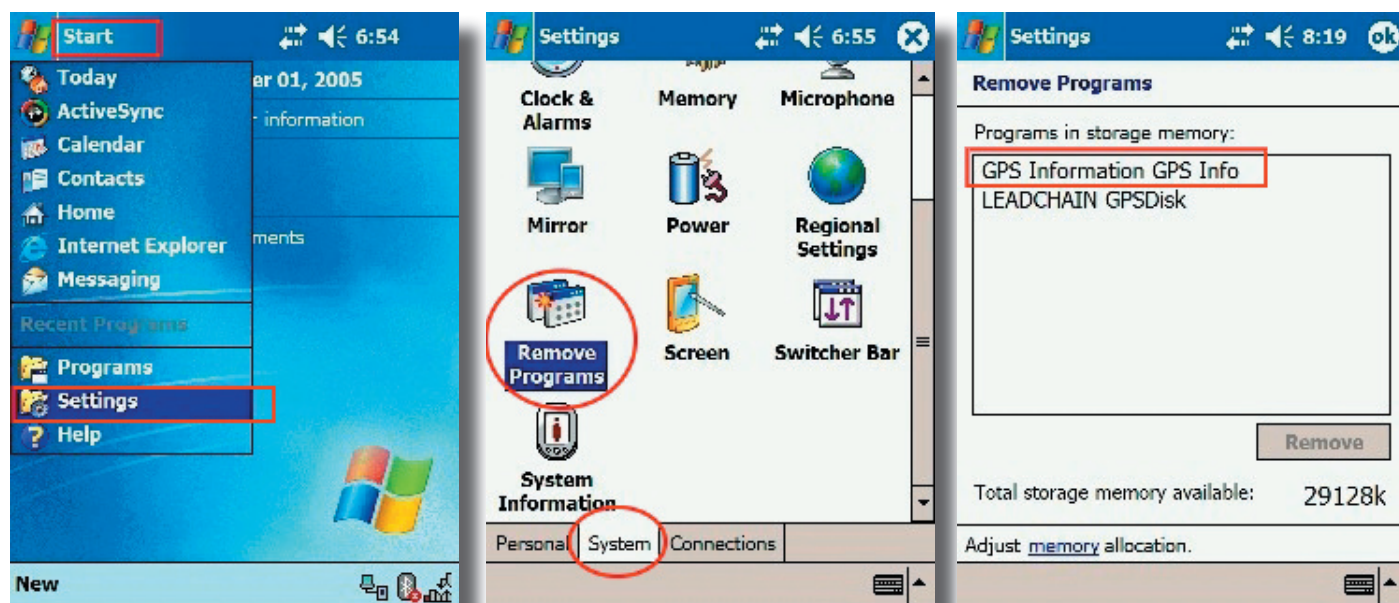 Start 6:54
Today
er 01, 2005
ActiveSync
information
Calendar
Contacts
Home
Internet Explorer
ments
Messaging
Recent Programs
Programs
Settings
Help
New
Settings 6:55
Clock & Alarms
Memory
Microphone
Mirror
Power
Regional Settings
Remove Programs
Screen
Switcher Bar
System Information
Personal System Connections
Settings 8:19 ok
Remove Programs
Programs in storage memory:
GPS Information GPS Info
LEADCHAIN GPSDisk
Remove
Total storage memory available: 29128k
Adjust memory allocation.